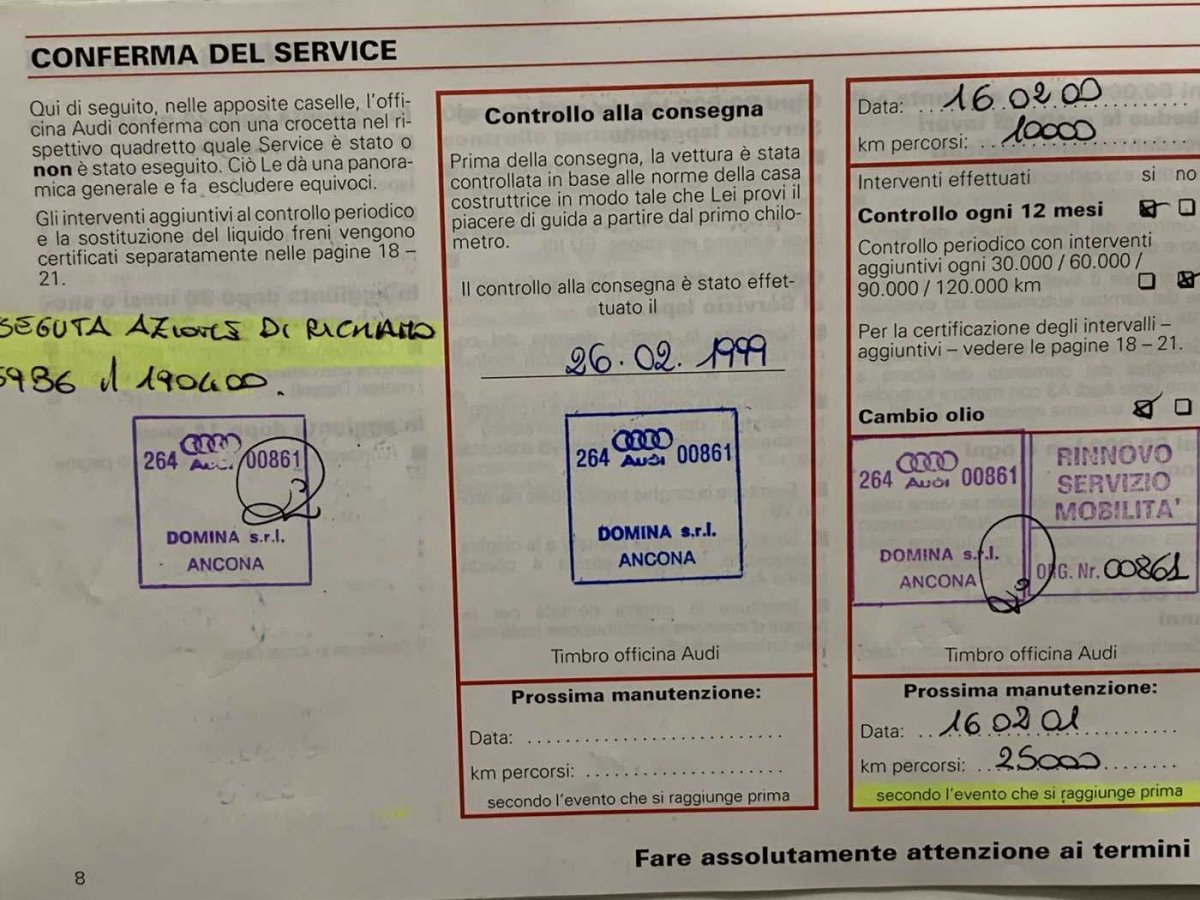 CONFERMA DEL SERVICE
Qui di seguito, nelle apposite caselle, l'offi-
cina Audi conferma con una crocetta nel ri-
spettivo quadretto quale Service è stato o
non è stato eseguito. Ciò Le dà una panora-
mica generale e fa escludere equivoci.
Gli interventi aggiuntivi al controllo periodico
e la sostituzione del liquido freni vengono
certificati separatamente nelle pagine 18 –
21.
SEGUTA AZIONE DI RICHIAMO
59B6 il 190400.
264 Audi 00861
DOMINA s.r.l.
ANCONA
8
Controllo alla consegna
Prima della consegna, la vettura è stata
controllata in base alle norme della casa
costruttrice in modo tale che Lei provi il
piacere di guida a partire dal primo chilo-
metro.
Il controllo alla consegna è stato effet-
tuato il
26.02.1999
264 Audi 00861
DOMINA s.r.l.
ANCONA
Timbro officina Audi
Prossima manutenzione:
Data:
km percorsi:
secondo l'evento che si raggiunge prima
Data: 16 02 00
km percorsi: 10000
Interventi effettuati si no
Controllo ogni 12 mesi
Controllo periodico con interventi
aggiuntivi ogni 30.000 / 60.000 /
90.000 / 120.000 km
Per la certificazione degli intervalli –
aggiuntivi – vedere le pagine 18 – 21.
Cambio olio
264 Audi 00861
DOMINA s.r.l.
ANCONA
RINNOVO
SERVIZIO
MOBILITA'
ORG. Nr. 00861
Timbro officina Audi
Prossima manutenzione:
Data: 16 02 01
km percorsi: 25000
secondo l'evento che si raggiunge prima
Fare assolutamente attenzione ai termini